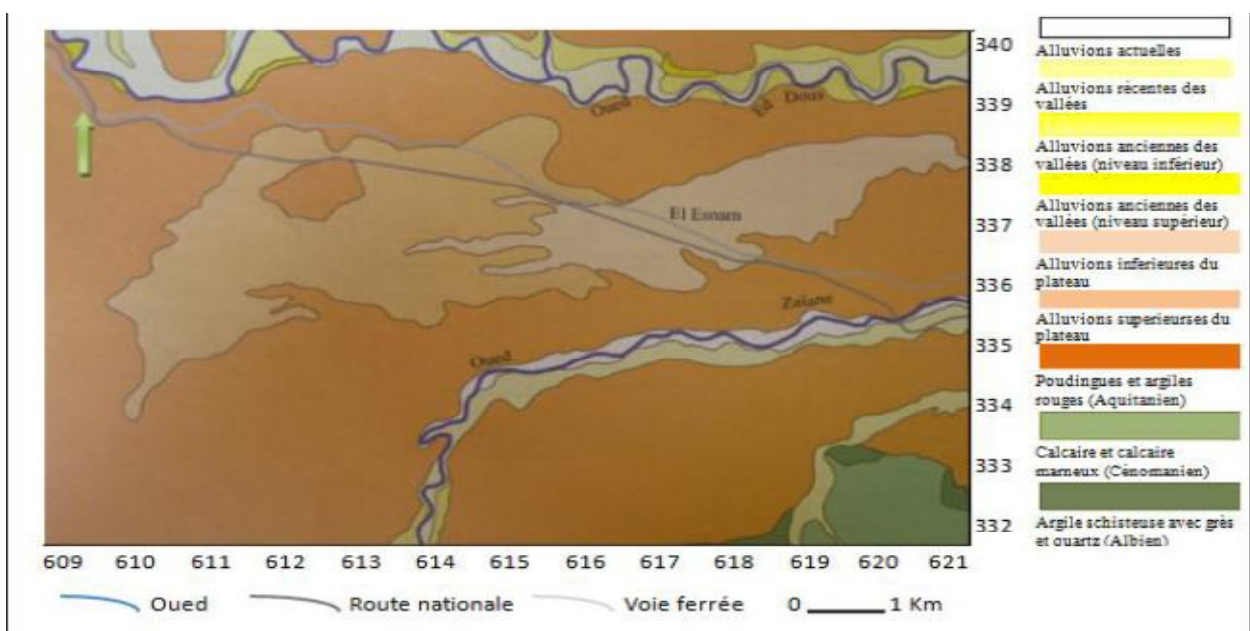 Oued
Ed
Dous
El Esnam
Zaïane
Oued
340
339
338
337
336
335
334
333
332
609 610 611 612 613 614 615 616 617 618 619 620 621
Oued Route nationale Voie ferrée 0 1 Km
Alluvions actuelles
Alluvions récentes des
vallées
Alluvions anciennes des
vallées (niveau inférieur)
Alluvions anciennes des
vallées (niveau supérieur)
Alluvions inferieures du
plateau
Alluvions superieurses du
plateau
Poudingues et argiles
rouges (Aquitanien)
Calcaire et calcaire
marneux (Cénomanien)
Argile schisteuse avec grès
et quartz (Albien)